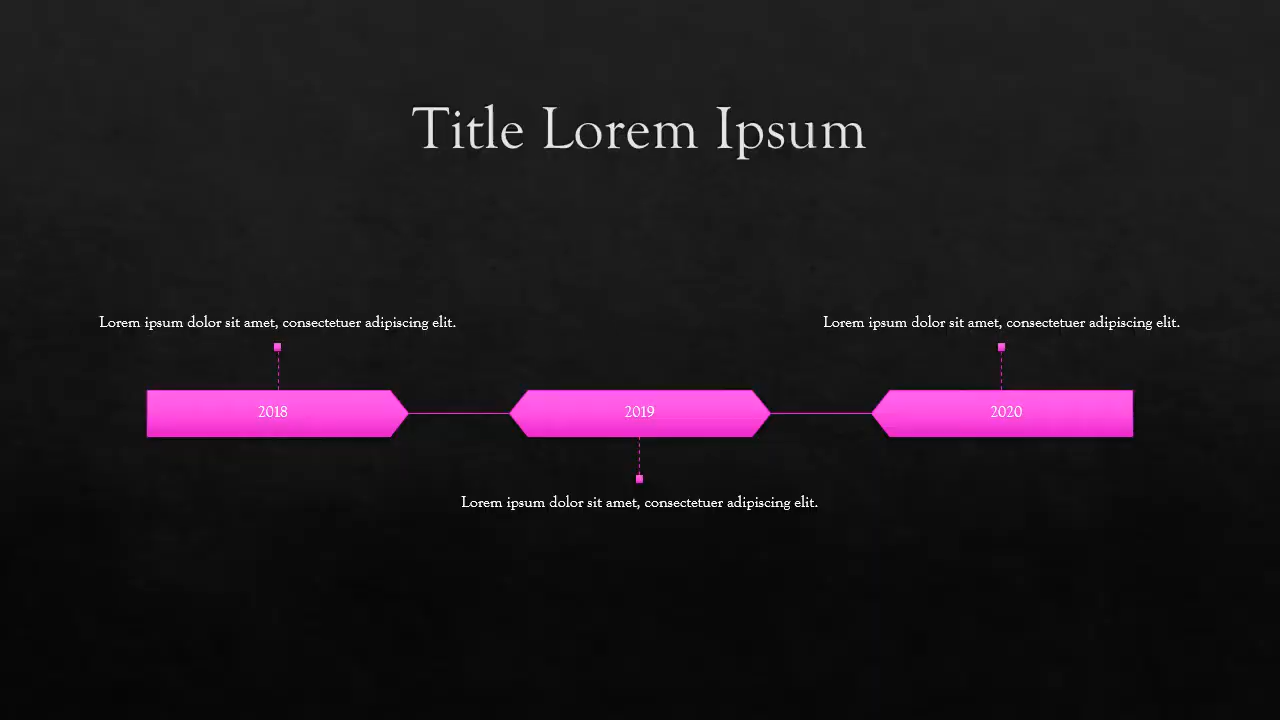 Title Lorem Ipsum
Lorem ipsum dolor sit amet, consectetuer adipiscing elit.
Lorem ipsum dolor sit amet, consectetuer adipiscing elit.
2018
2019
2020
Lorem ipsum dolor sit amet, consectetuer adipiscing elit.